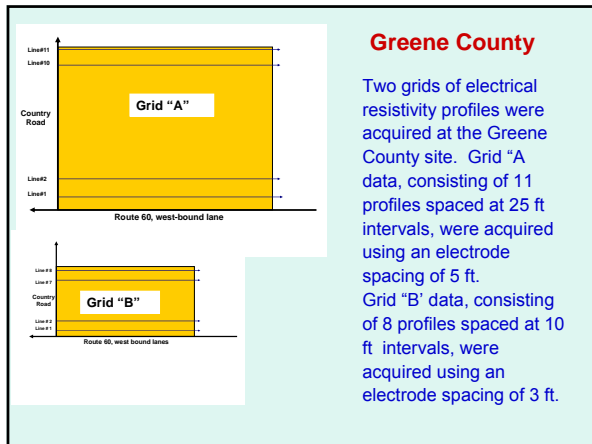 Line#11
Line#10
Grid "A"
Country
Road
Line#2
Line#1
Route 60, west-bound lane
Line # 8
Line # 7
Country
Road
Grid "B"
Line # 2
Line # 1
Route 60, west bound lanes
Greene County
Two grids of electrical
resistivity profiles were
acquired at the Greene
County site. Grid “A
data, consisting of 11
profiles spaced at 25 ft
intervals, were acquired
using an electrode
spacing of 5 ft.
Grid “B’ data, consisting
of 8 profiles spaced at 10
ft intervals, were
acquired using an
electrode spacing of 3 ft.